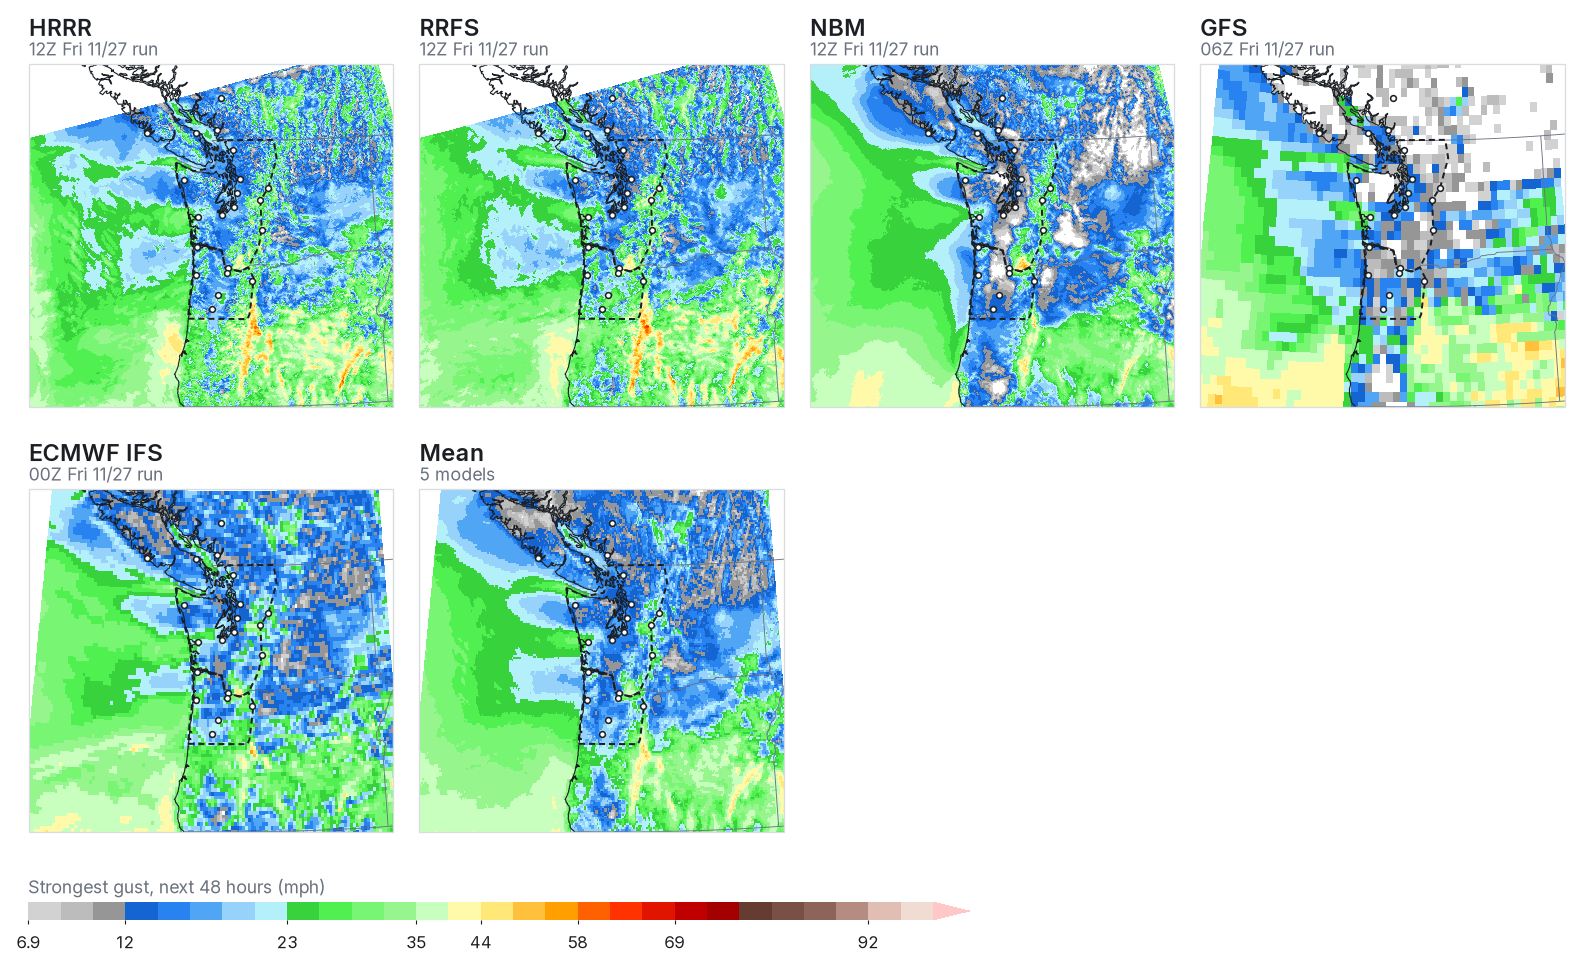 HRRR
12Z Fri 11/27 run
RRFS
12Z Fri 11/27 run
NBM
12Z Fri 11/27 run
GFS
06Z Fri 11/27 run
ECMWF IFS
00Z Fri 11/27 run
Mean
5 models
Strongest gust, next 48 hours (mph)
6.9 12 23 35 44 58 69 92